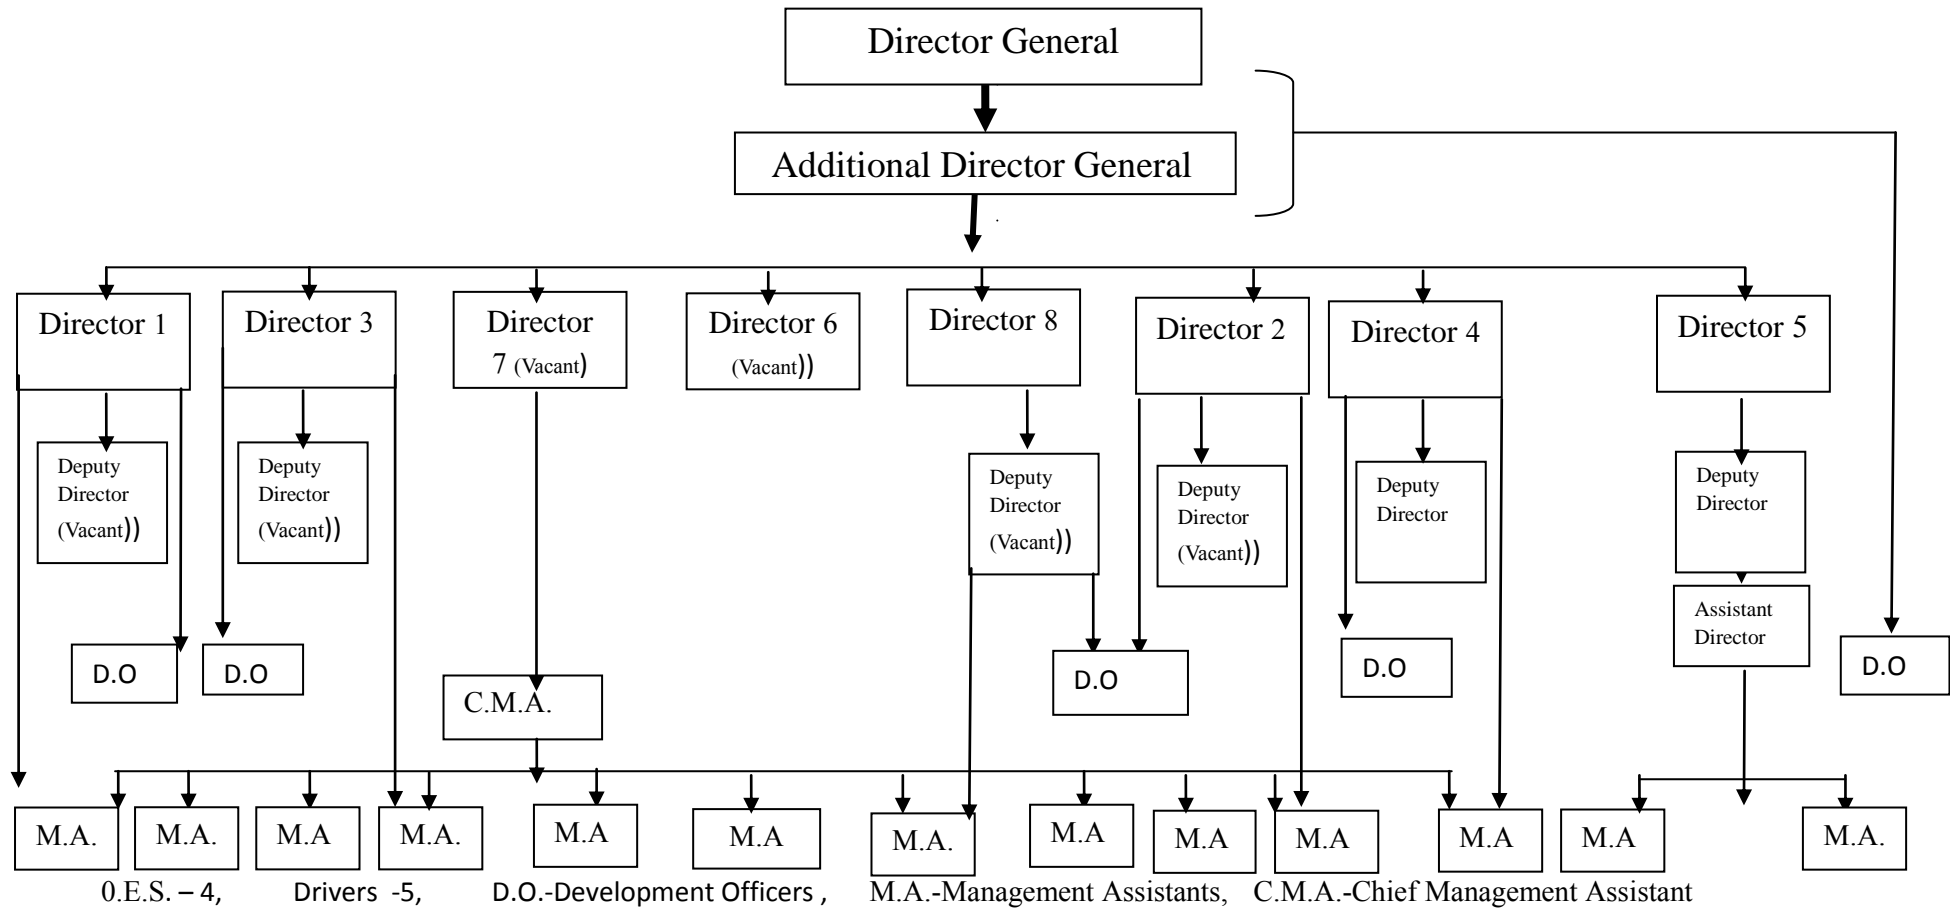 Director General
Additional Director General
Director 1
Director 3
Director
7 (Vacant)
Director 6
(Vacant))
Director 8
Director 2
Director 4
Director 5
Deputy
Director
(Vacant))
Deputy
Director
(Vacant))
Deputy
Director
(Vacant))
Deputy
Director
(Vacant))
Deputy
Director
Deputy
Director
Assistant
Director
D.O
D.O
C.M.A.
D.O
D.O
D.O
M.A.
M.A.
M.A
M.A.
M.A
M.A
M.A.
M.A
M.A
M.A
M.A
M.A
M.A.
0.E.S. – 4, Drivers -5, D.O.-Development Officers , M.A.-Management Assistants, C.M.A.-Chief Management Assistant